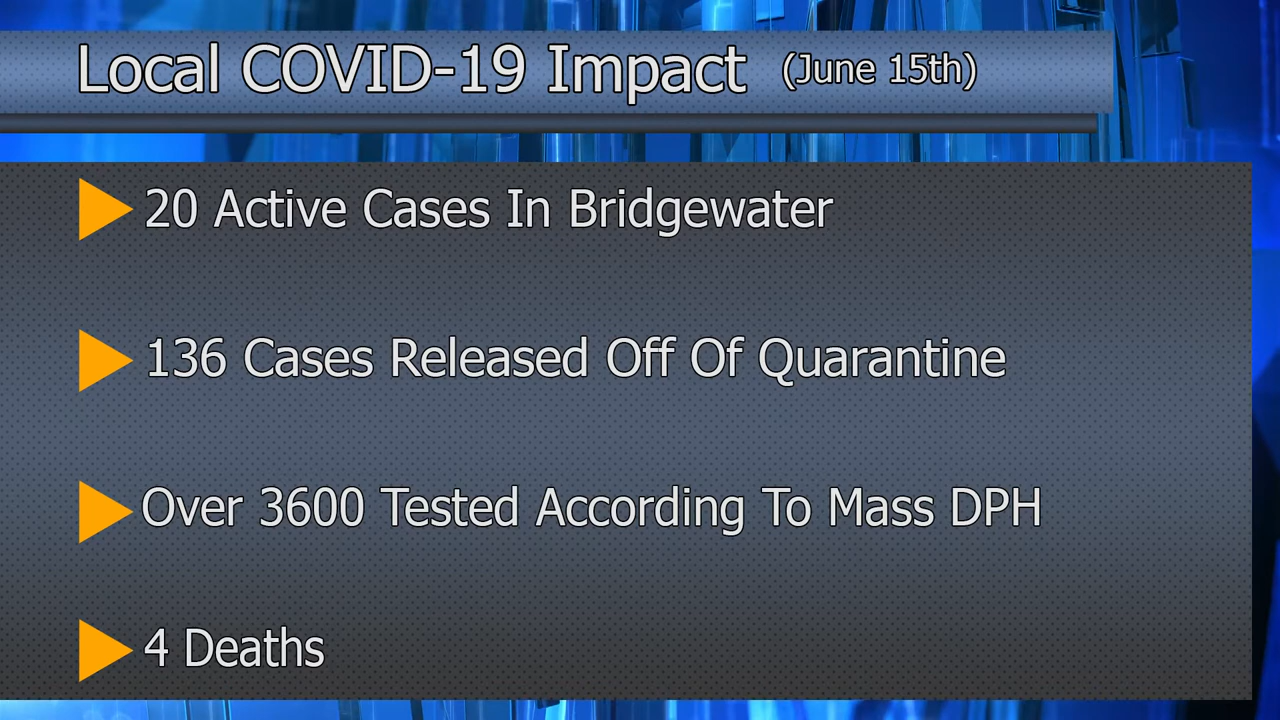 Local COVID-19 Impact (June 15th)
20 Active Cases In Bridgewater
136 Cases Released Off Of Quarantine
Over 3600 Tested According To Mass DPH
4 Deaths